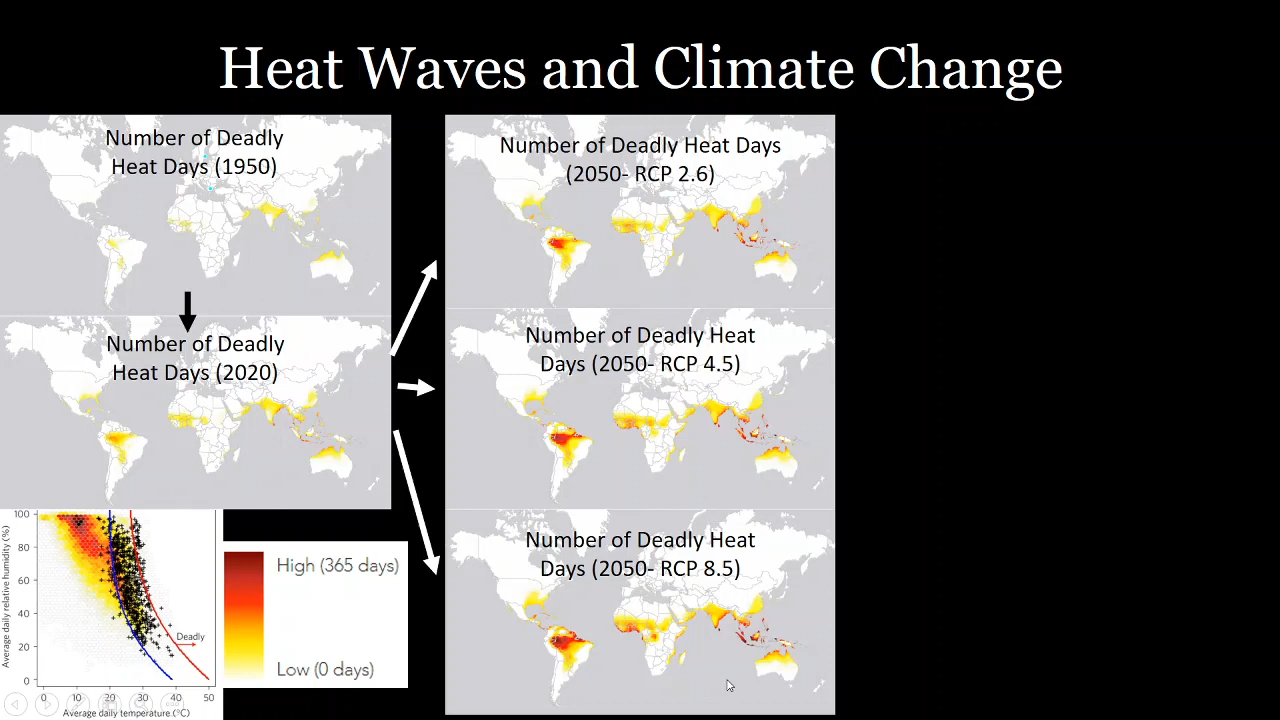 Heat Waves and Climate Change
Number of Deadly
Heat Days (1950)
Number of Deadly
Heat Days (2020)
Number of Deadly Heat Days
(2050- RCP 2.6)
Number of Deadly Heat
Days (2050- RCP 4.5)
Number of Deadly Heat
Days (2050- RCP 8.5)
Average daily relative humidity (%)
100
80
60
40
20
0
Deadly
0 10 20 30 40 50
Average daily temperature (°C)
High (365 days)
Low (0 days)